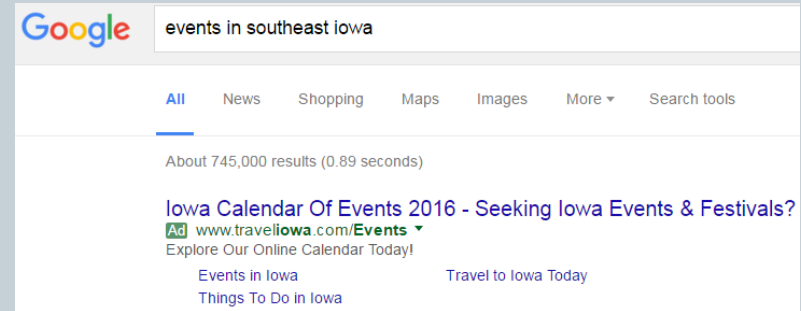 Google events in southeast iowa
All News Shopping Maps Images More Search tools
About 745,000 results (0.89 seconds)
Iowa Calendar Of Events 2016 - Seeking Iowa Events & Festivals?
Ad www.traveliowa.com/Events
Explore Our Online Calendar Today!
Events in Iowa Travel to Iowa Today
Things To Do in Iowa